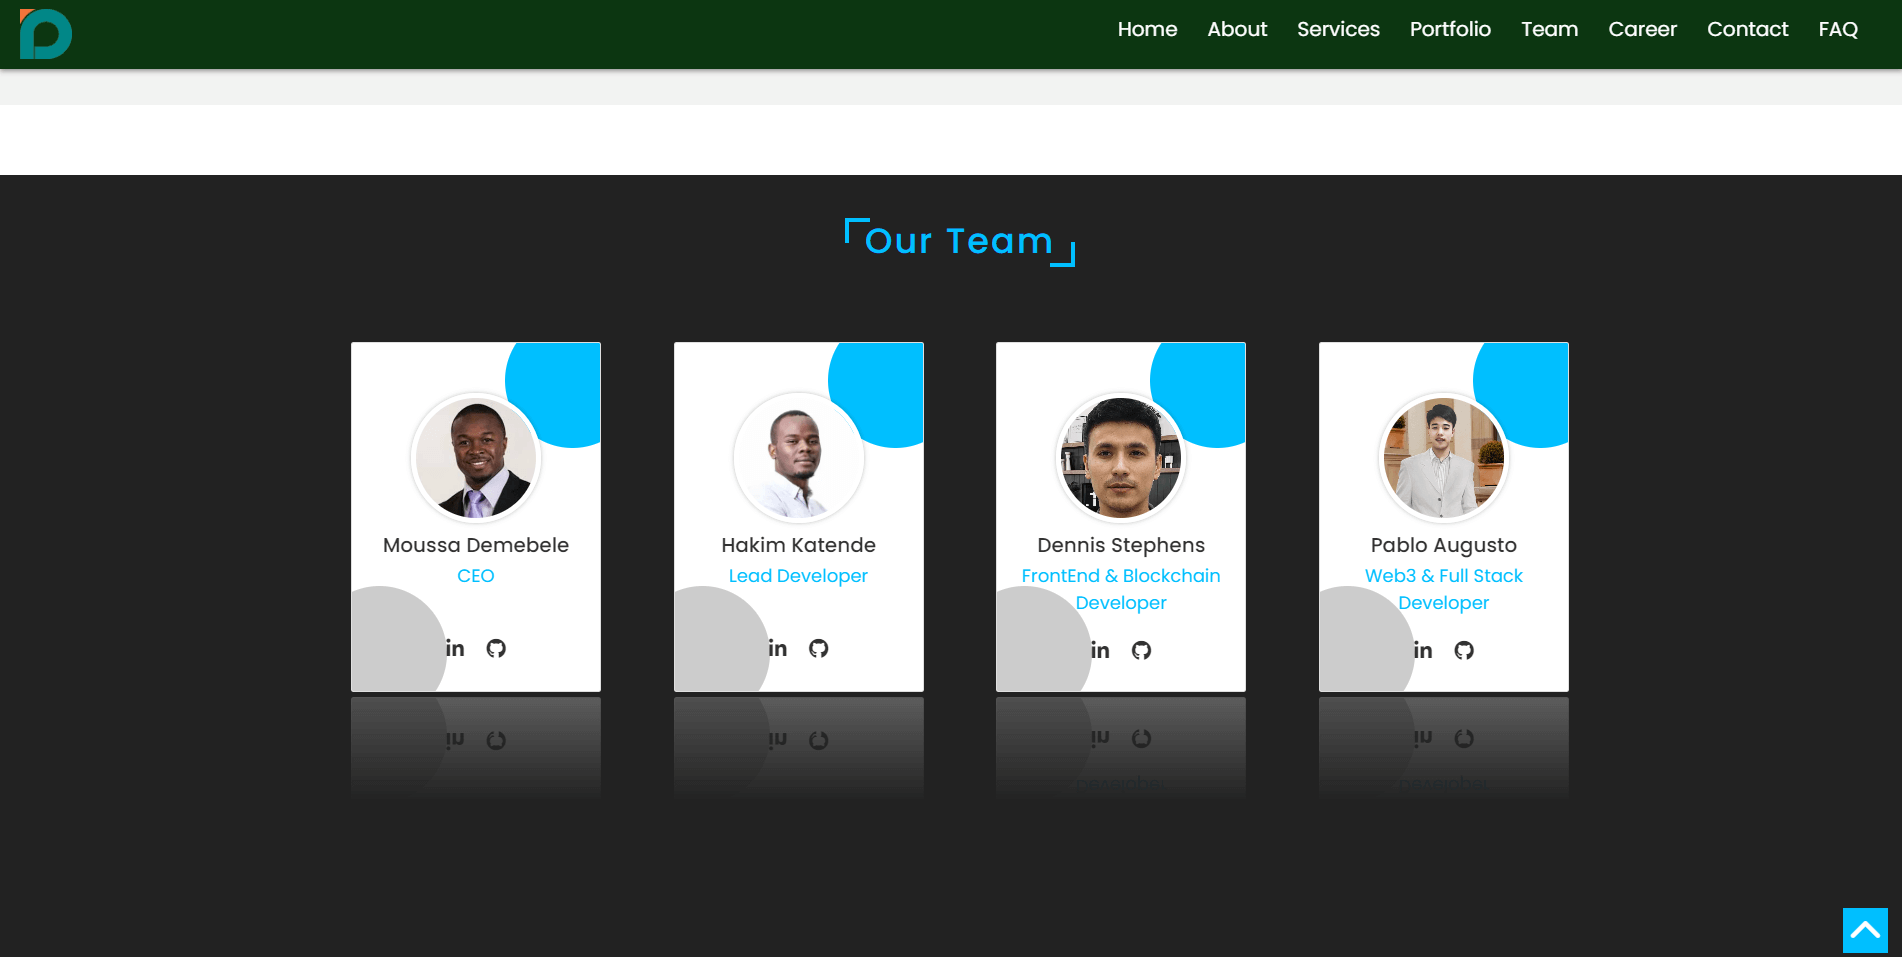 Home About Services Portfolio Team Career Contact FAQ
Our Team
Moussa Demebele
CEO
in
Hakim Katende
Lead Developer
in
Dennis Stephens
FrontEnd & Blockchain
Developer
in
Pablo Augusto
Web3 & Full Stack
Developer
in